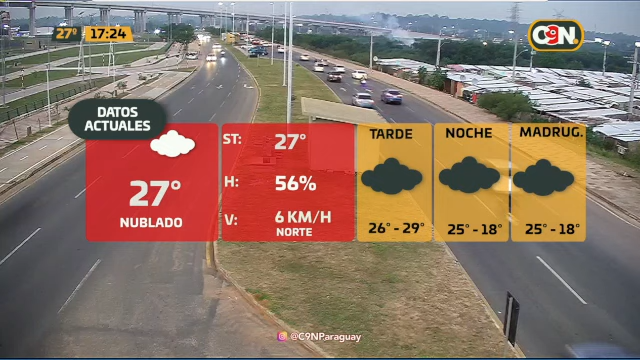 27° 17:24
C9N
DATOS
ACTUALES
27°
NUBLADO
ST: 27°
H: 56%
V: 6 KM/H
NORTE
TARDE
26° - 29°
NOCHE
25° - 18°
MADRUG.
25° - 18°
@C9NParaguay